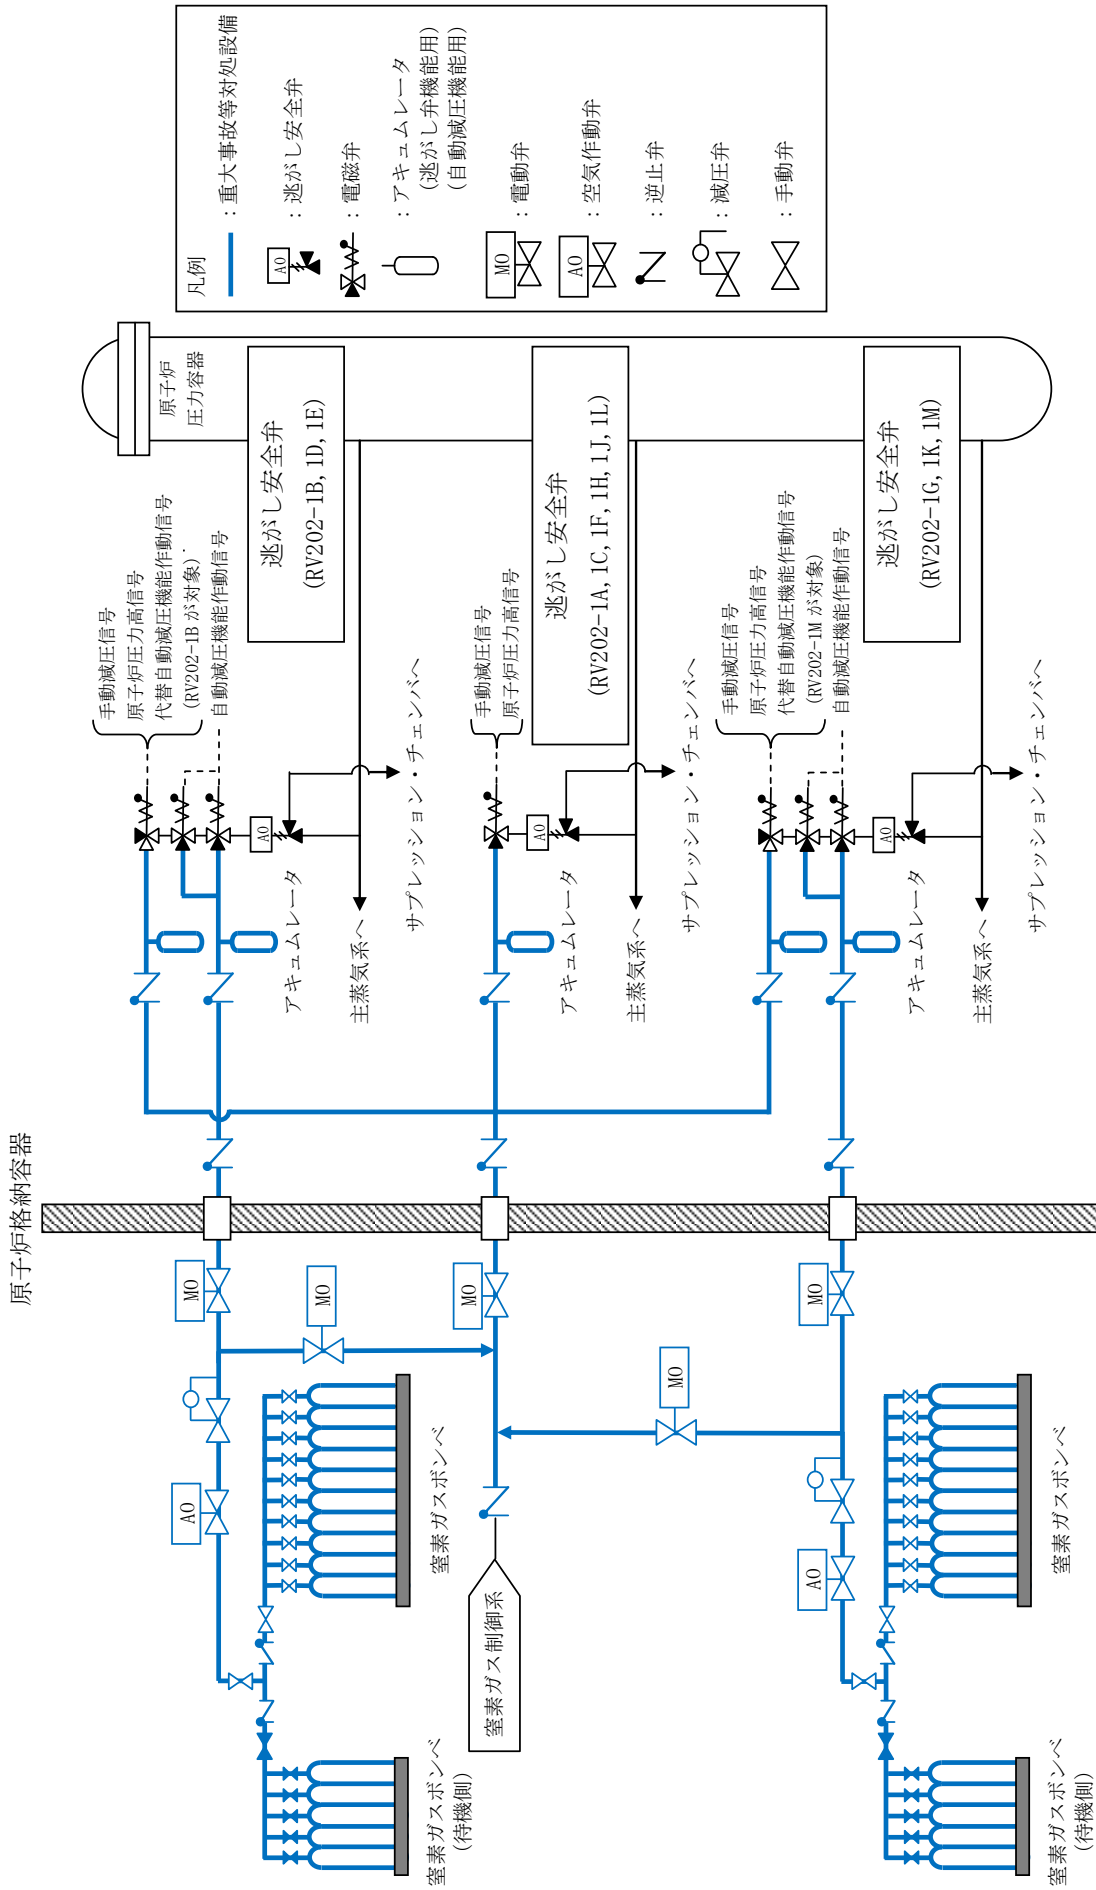 凡例
：重大事故等対処設備
AO
：逃がし安全弁
：電磁弁
：アキュムレータ
(逃がし弁機能用)
(自動減圧機能用)
MO
：電動弁
AO
：空気作動弁
：逆止弁
：減圧弁
：手動弁
原子炉
圧力容器
逃がし安全弁
(RV202-1B, 1D, 1E)
逃がし安全弁
(RV202-1A, 1C, 1F, 1H, 1J, 1L)
逃がし安全弁
(RV202-1G, 1K, 1M)
手動減圧信号
原子炉圧力高信号
代替自動減圧機能作動信号
(RV202-1B が対象)
自動減圧機能作動信号
手動減圧信号
原子炉圧力高信号
手動減圧信号
原子炉圧力高信号
代替自動減圧機能作動信号
(RV202-1M が対象)
自動減圧機能作動信号
AO
AO
AO
サプレッション・チェンバへ
サプレッション・チェンバへ
サプレッション・チェンバへ
アキュムレータ
主蒸気系へ
アキュムレータ
主蒸気系へ
アキュムレータ
主蒸気系へ
原子炉格納容器
MO
MO
MO
MO
MO
AO
AO
窒素ガスボンベ
窒素ガス制御系
窒素ガスボンベ
窒素ガスボンベ
(待機側)
窒素ガスボンベ
(待機側)